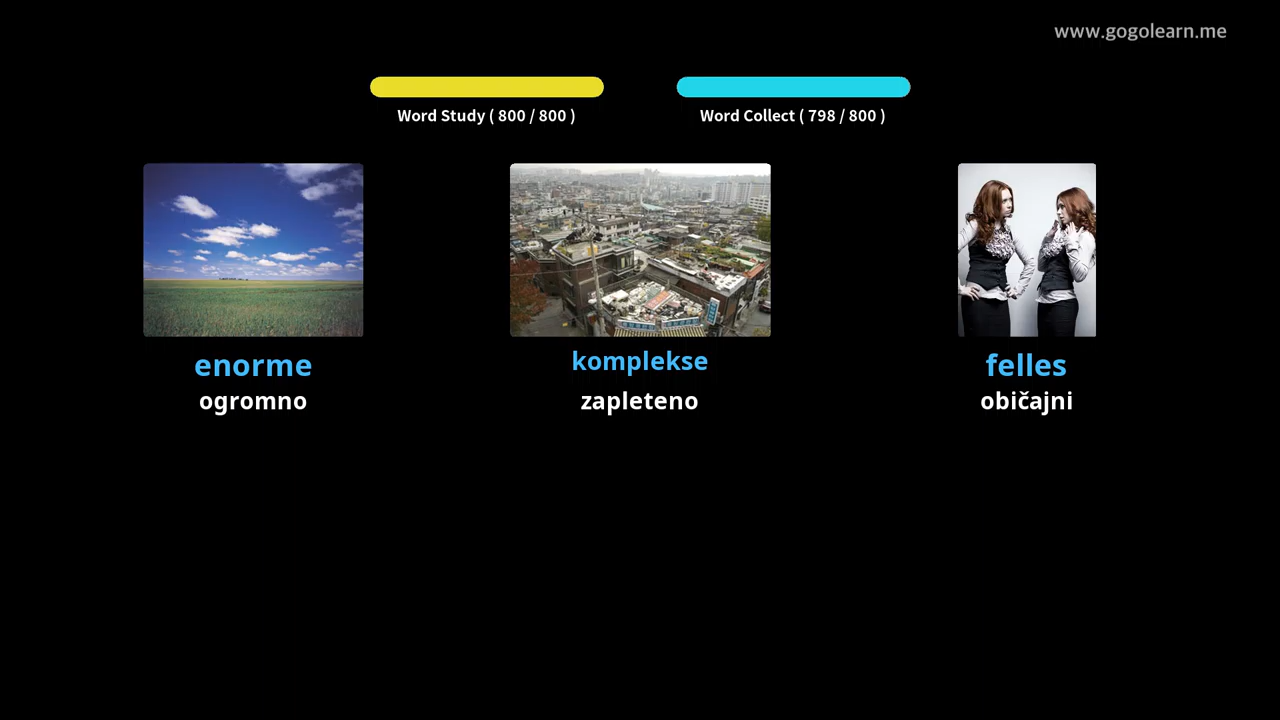 www.gogolearn.me
Word Study ( 800 / 800 )
Word Collect ( 798 / 800 )
enorme
komplekse
felles
ogromno
zapleteno
običajni